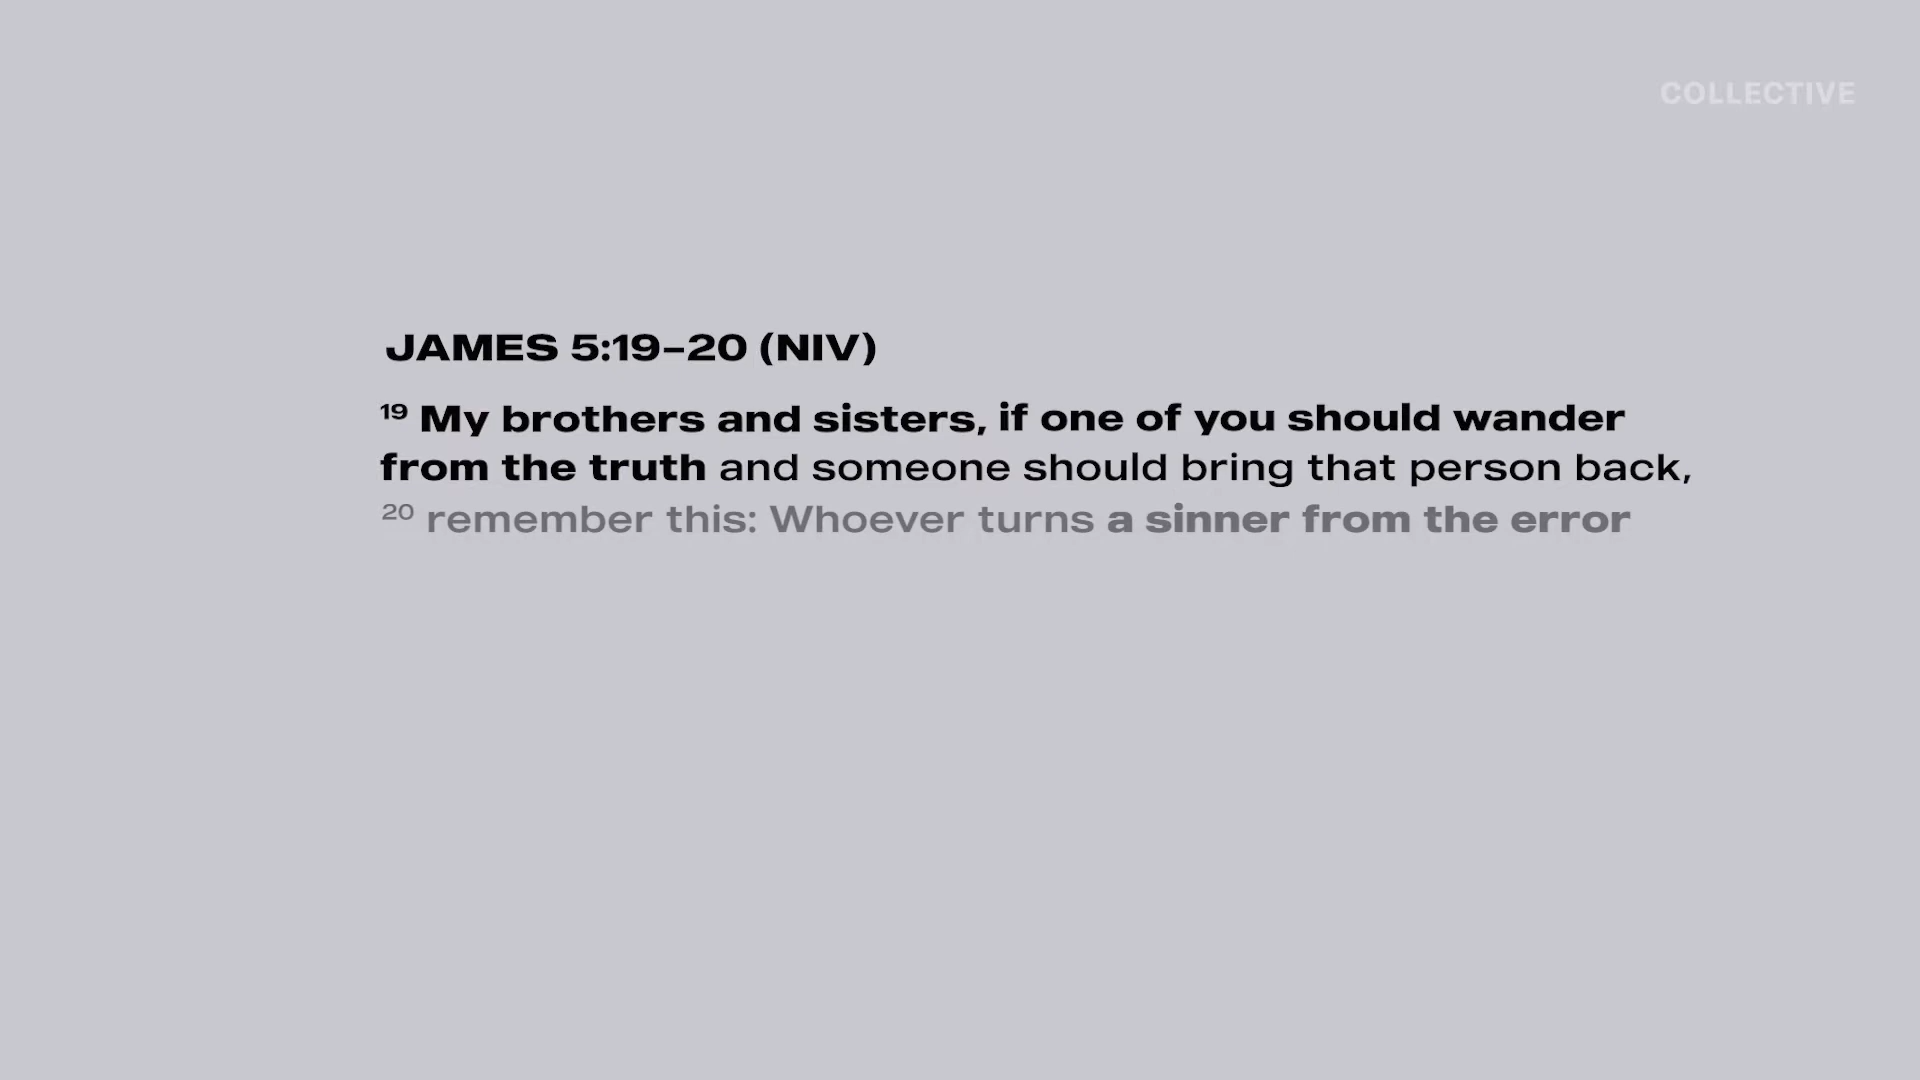 COLLECTIVE
JAMES 5:19–20 (NIV)
¹⁹ My brothers and sisters, if one of you should wander
from the truth and someone should bring that person back,
²⁰ remember this: Whoever turns a sinner from the error